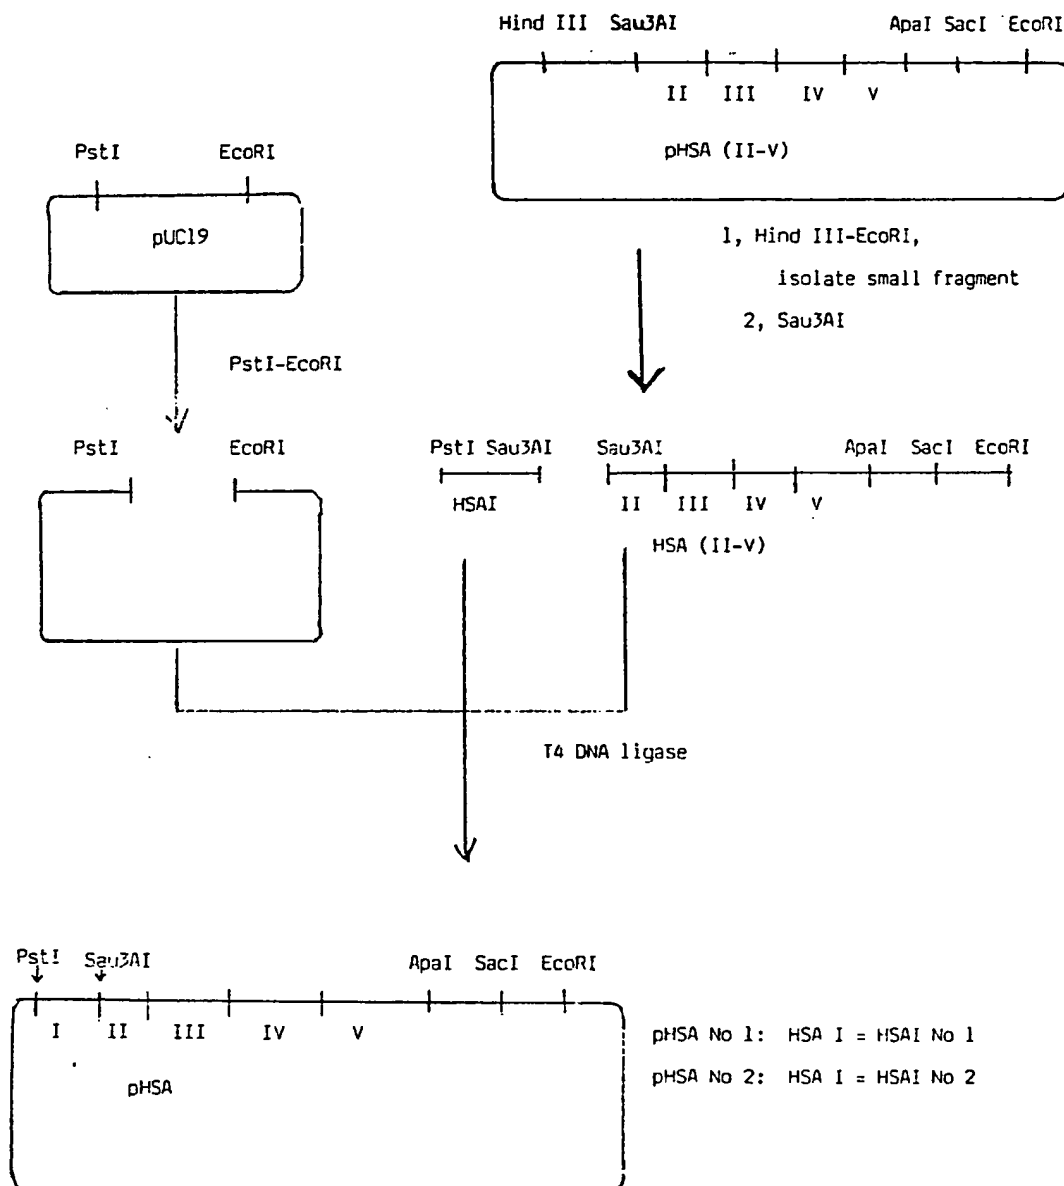 Hind III Sau3AI ApaI SacI EcoRI
II III IV V
pHSA (II-V)
PstI EcoRI
pUC19
1, Hind III-EcoRI,
isolate small fragment
2, Sau3AI
PstI-EcoRI
PstI EcoRI
PstI Sau3AI
HSAI
Sau3AI ApaI SacI EcoRI
II III IV V
HSA (II-V)
T4 DNA ligase
PstI Sau3AI ApaI SacI EcoRI
I II III IV V
pHSA
pHSA No 1: HSA I = HSAI No 1
pHSA No 2: HSA I = HSAI No 2